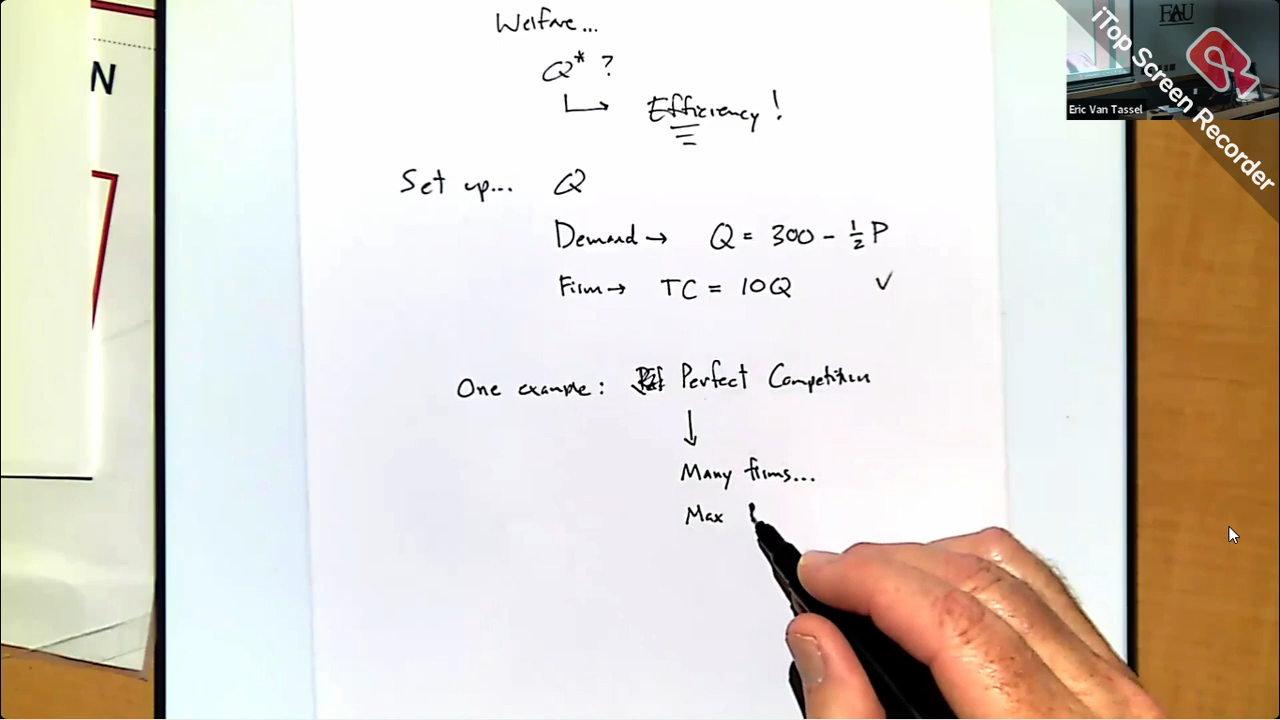 Welfare...
Q* ?
Efficiency!
Set up... Q
Demand → Q = 300 - ½P
Firm → TC = 10Q ✓
One example: Perfect Competition
↓
Many firms...
Max
N
FAU
Eric Van Tassel
iTop Screen Recorder